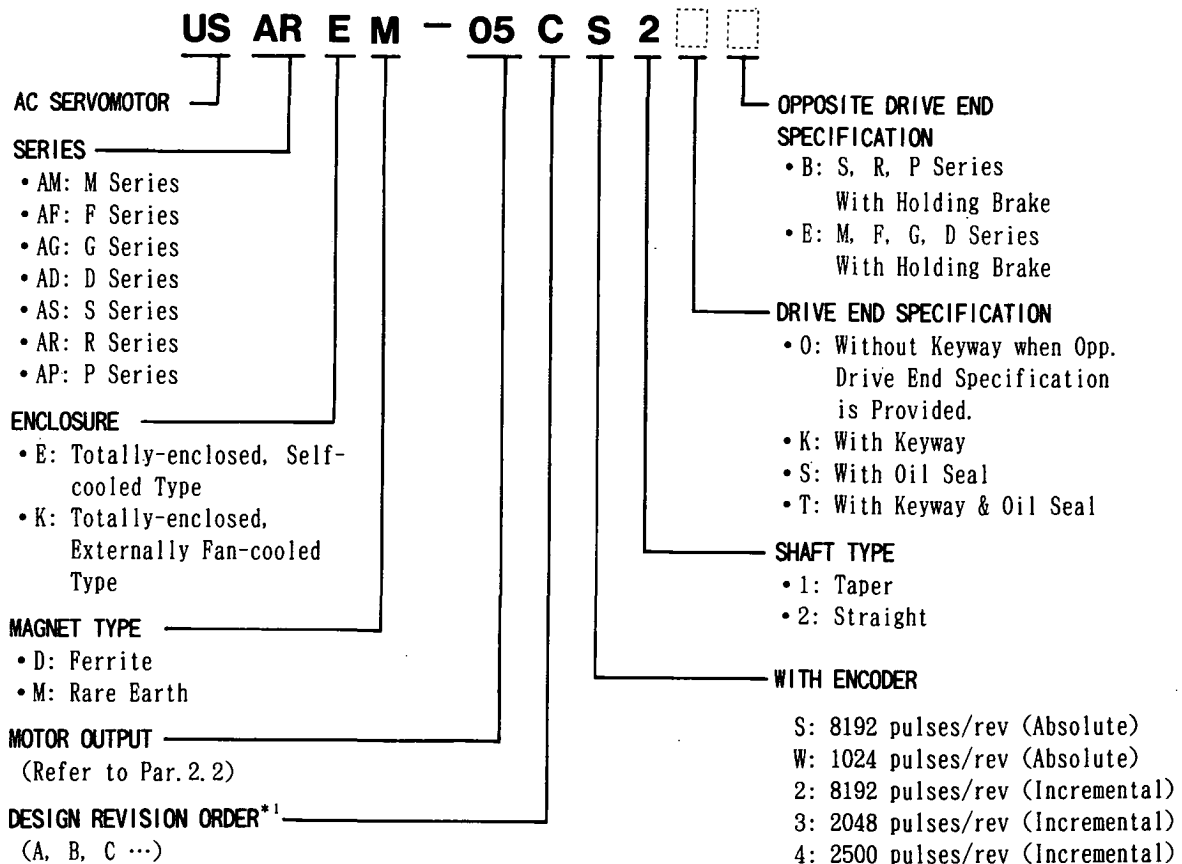 US AR E M - 05 C S 2
AC SERVOMOTOR
SERIES
• AM: M Series
• AF: F Series
• AG: G Series
• AD: D Series
• AS: S Series
• AR: R Series
• AP: P Series
ENCLOSURE
• E: Totally-enclosed, Self-
cooled Type
• K: Totally-enclosed,
Externally Fan-cooled
Type
MAGNET TYPE
• D: Ferrite
• M: Rare Earth
MOTOR OUTPUT
(Refer to Par. 2.2)
DESIGN REVISION ORDER*1
(A, B, C ···)
OPPOSITE DRIVE END
SPECIFICATION
• B: S, R, P Series
With Holding Brake
• E: M, F, G, D Series
With Holding Brake
DRIVE END SPECIFICATION
• 0: Without Keyway when Opp.
Drive End Specification
is Provided.
• K: With Keyway
• S: With Oil Seal
• T: With Keyway & Oil Seal
SHAFT TYPE
• 1: Taper
• 2: Straight
WITH ENCODER
S: 8192 pulses/rev (Absolute)
W: 1024 pulses/rev (Absolute)
2: 8192 pulses/rev (Incremental)
3: 2048 pulses/rev (Incremental)
4: 2500 pulses/rev (Incremental)